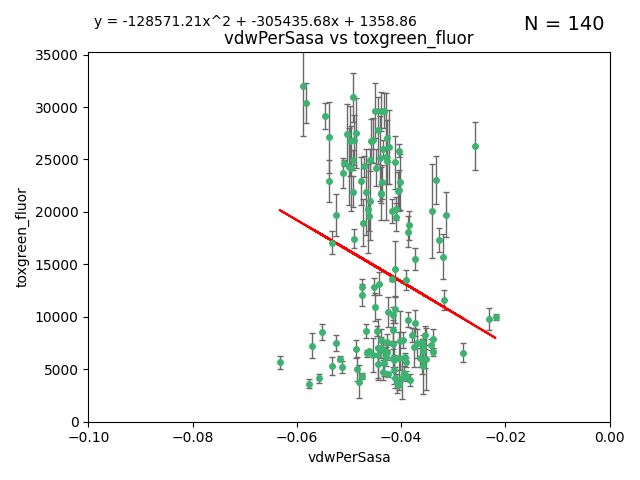 y = -128571.21x^2 + -305435.68x + 1358.86
N = 140
vdwPerSasa vs toxgreen_fluor
35000
30000
25000
20000
15000
10000
5000
0
toxgreen_fluor
−0.10
−0.08
−0.06
−0.04
−0.02
0.00
vdwPerSasa